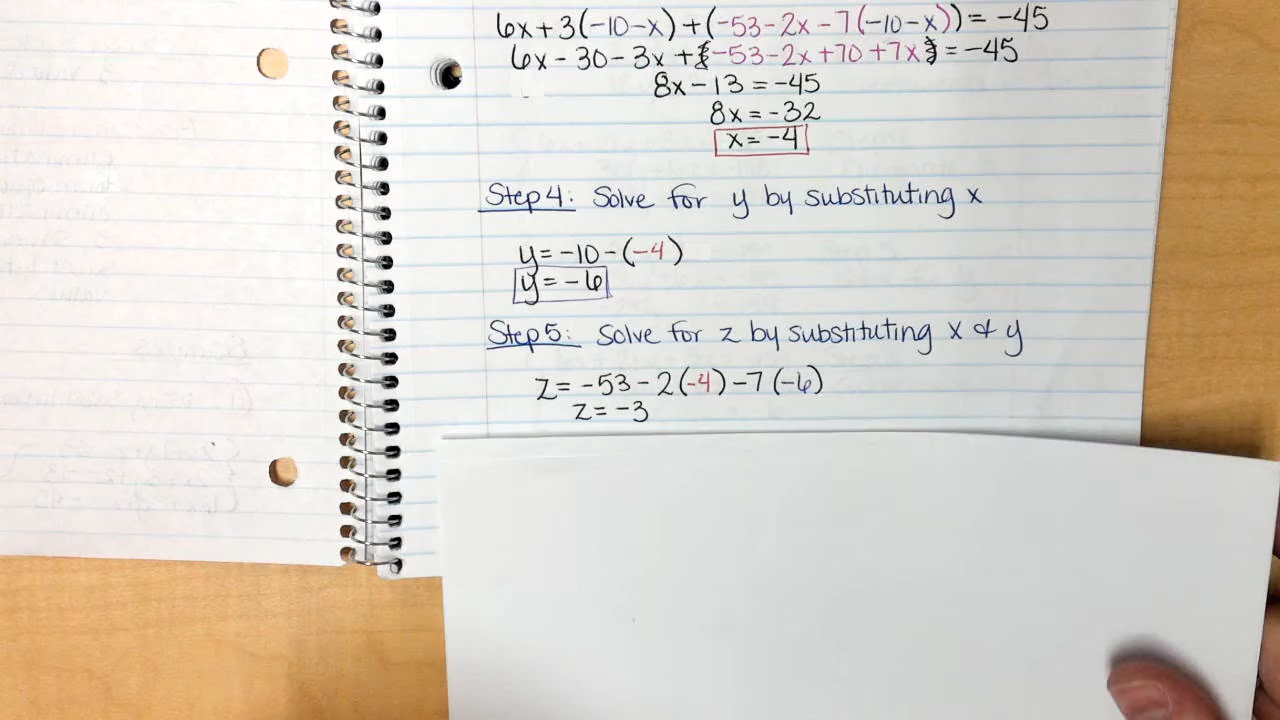 6x + 3(-10 - x) + (-53 - 2x - 7(-10 - x)) = -45
6x - 30 - 3x + {-53 - 2x + 70 + 7x} = -45
8x - 13 = -45
8x = -32
x = -4
Step 4: Solve for y by substituting x
y = -10 - (-4)
y = -6
Step 5: Solve for z by substituting x & y
z = -53 - 2(-4) - 7(-6)
z = -3